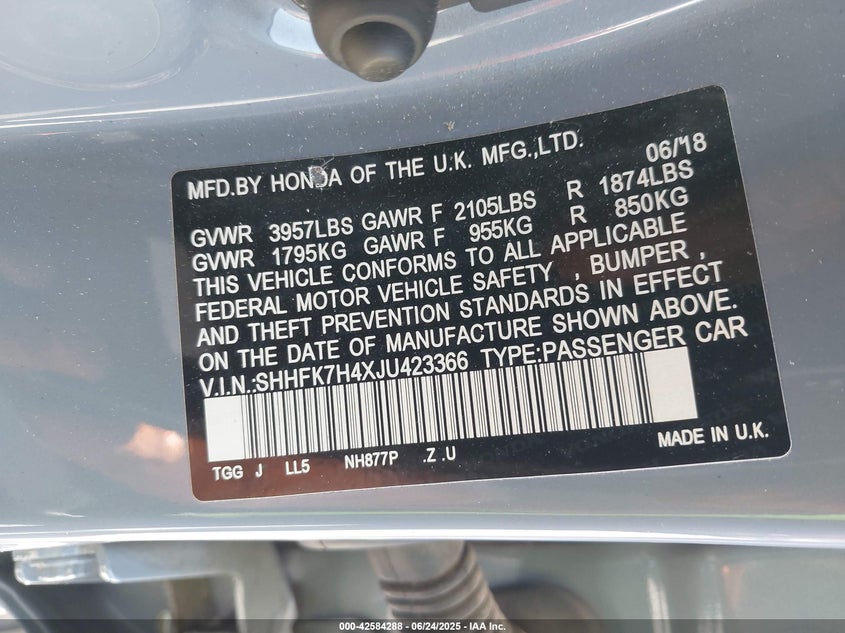 MFD.BY HONDA OF THE U.K. MFG.,LTD. 06/18
GVWR 3957LBS GAWR F 2105LBS R 1874LBS
GVWR 1795KG GAWR F 955KG R 850KG
THIS VEHICLE CONFORMS TO ALL APPLICABLE
FEDERAL MOTOR VEHICLE SAFETY , BUMPER ,
AND THEFT PREVENTION STANDARDS IN EFFECT
ON THE DATE OF MANUFACTURE SHOWN ABOVE.
V.I.N.:SHHFK7H4XJU423366 TYPE:PASSENGER CAR
MADE IN U.K.
TGG J LL5 NH877P .Z .U
000-42584288 - 06/24/2025 - IAA Inc.